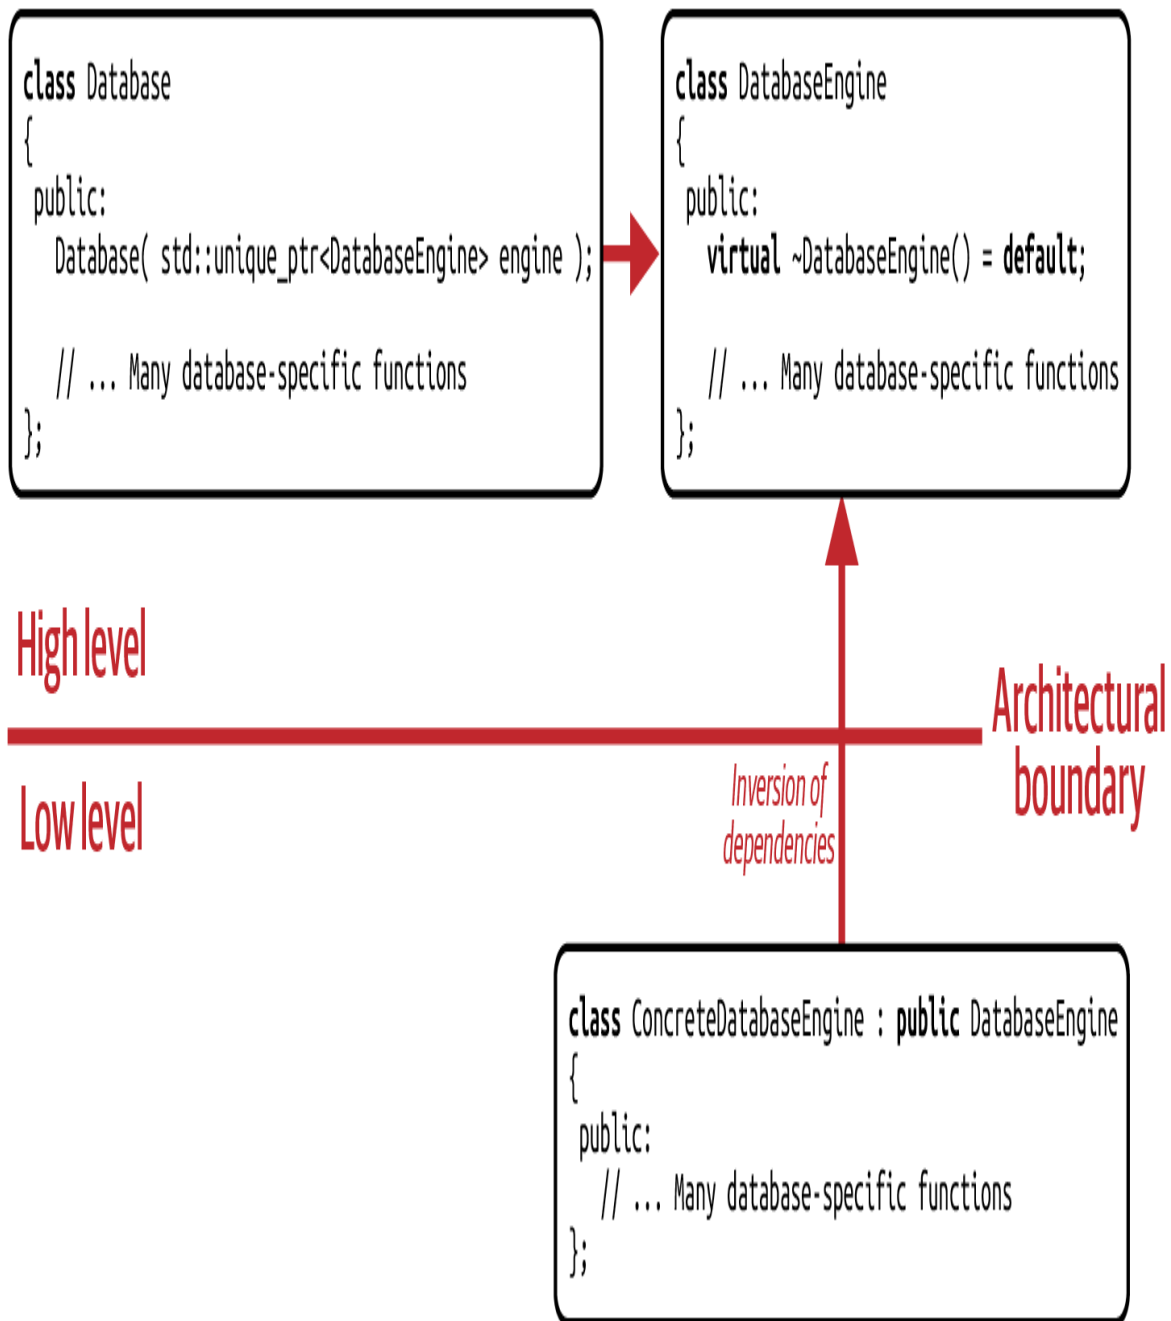 class Database
{
 public:
   Database( std::unique_ptr<DatabaseEngine> engine );

   // ... Many database-specific functions
};
class DatabaseEngine
{
 public:
   virtual ~DatabaseEngine() = default;

   // ... Many database-specific functions
};
High level
Architectural
boundary
Low level
Inversion of
dependencies
class ConcreteDatabaseEngine : public DatabaseEngine
{
 public:
   // ... Many database-specific functions
};